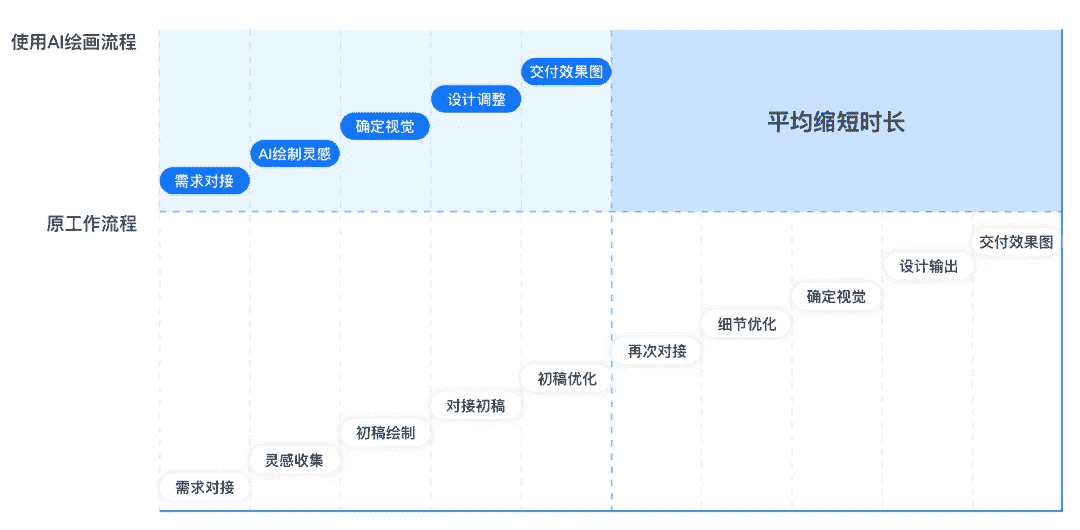 使用AI绘画流程
交付效果图
设计调整
确定视觉
AI绘制灵感
需求对接
平均缩短时长
原工作流程
交付效果图
设计输出
确定视觉
细节优化
再次对接
初稿优化
对接初稿
初稿绘制
灵感收集
需求对接